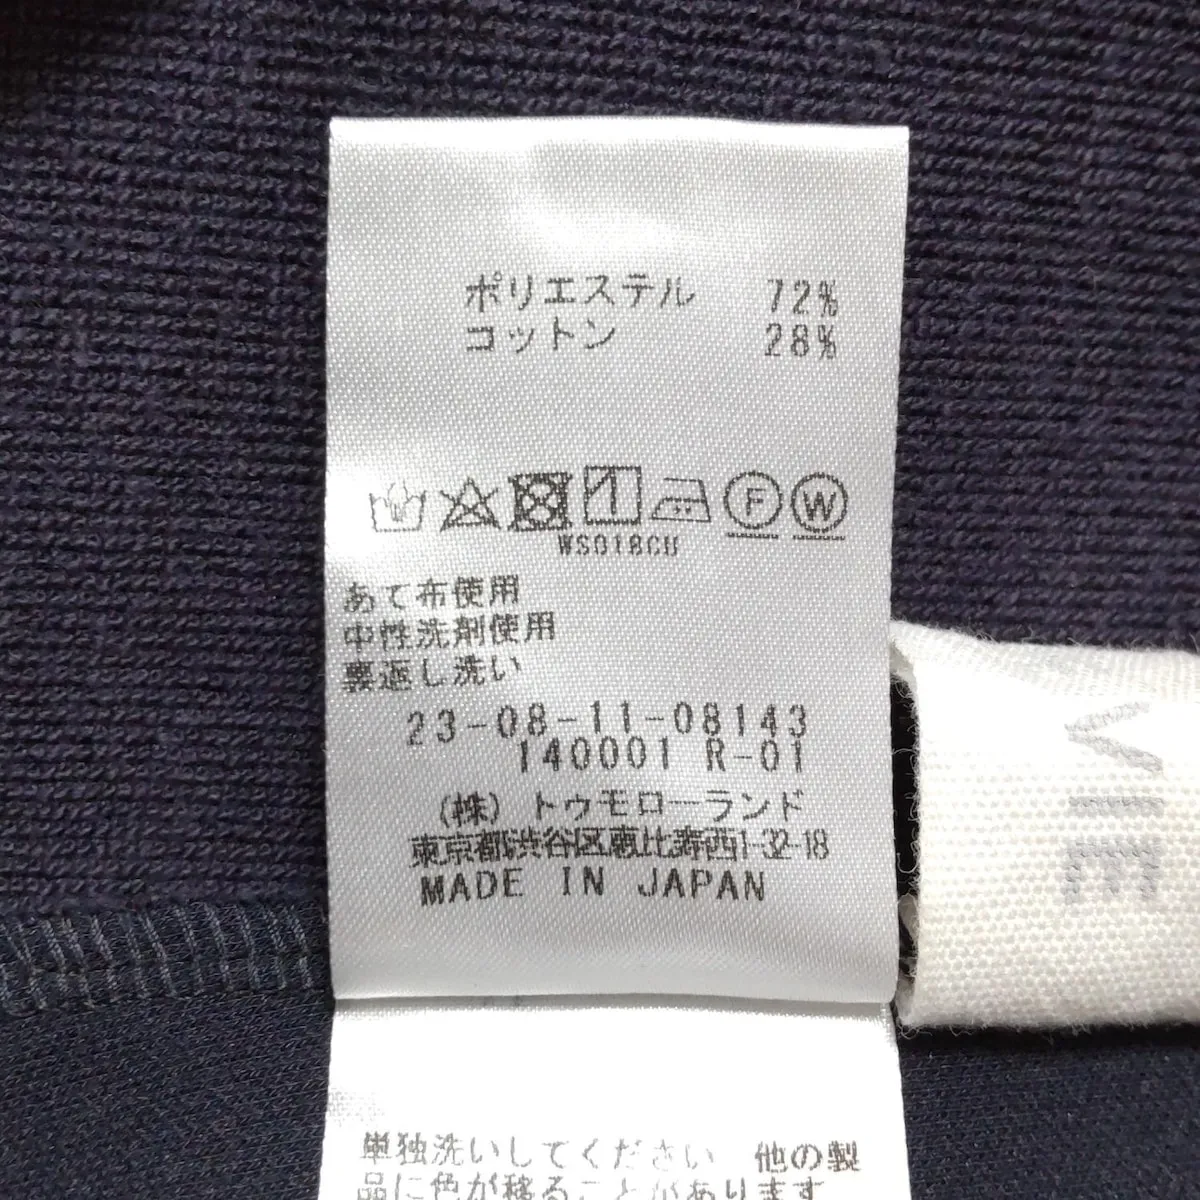 ポリエステル 72%
コットン 28%
F W
WS018CU
あて布使用
中性洗剤使用
裏返し洗い
23-08-11-08143
140001 R-01
(株) トゥモローランド
東京都渋谷区恵比寿西1-32-18
MADE IN JAPAN
VIE
単独洗いしてください 他の製
品に色が移ることがあります